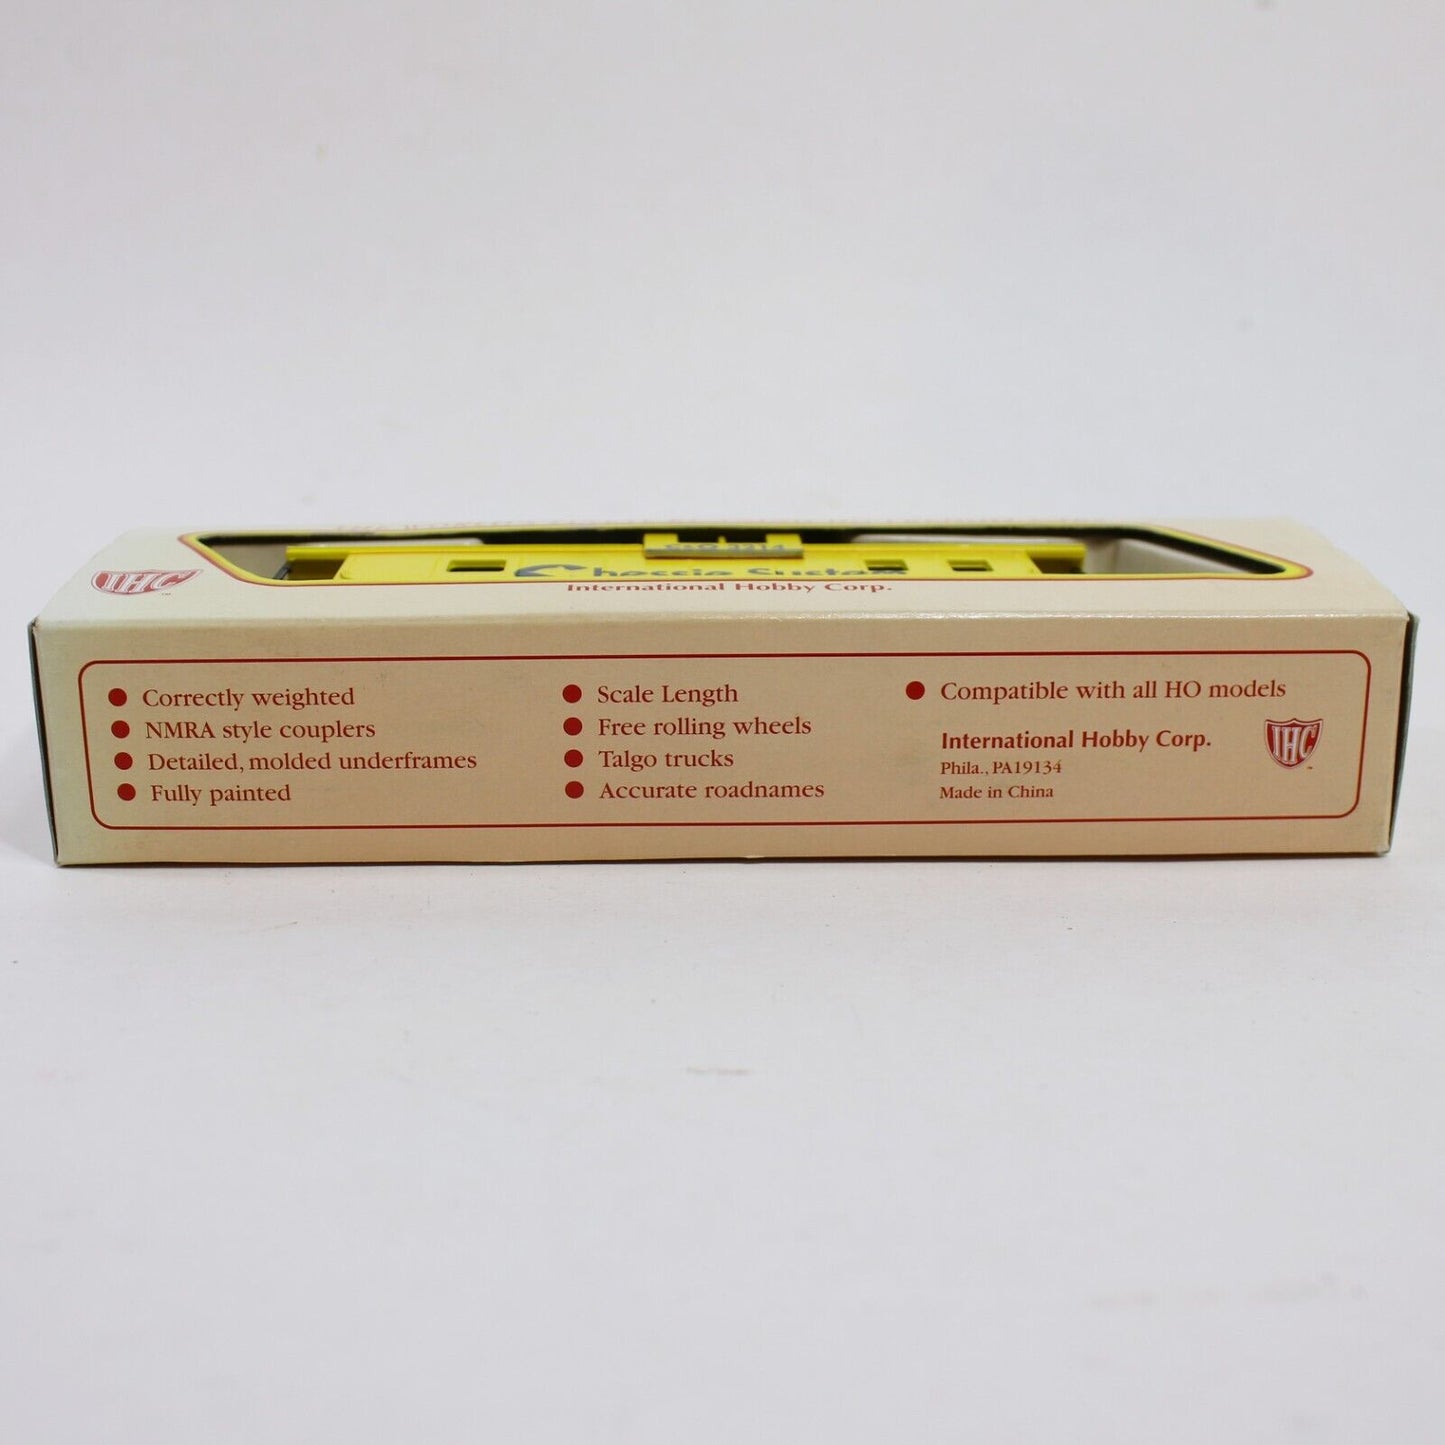 IHC
Chessie System
International Hobby Corp.
Correctly weighted
NMRA style couplers
Detailed, molded underframes
Fully painted
Scale Length
Free rolling wheels
Talgo trucks
Accurate roadnames
Compatible with all HO models
International Hobby Corp.
Phila., PA19134
Made in China
IHC